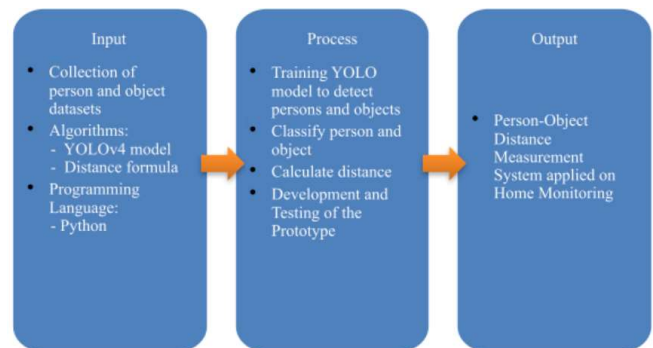 Input
Collection of
person and object
datasets
Algorithms:
- YOLOv4 model
- Distance formula
Programming
Language:
- Python
Process
Training YOLO
model to detect
persons and objects
Classify person and
object
Calculate distance
Development and
Testing of the
Prototype
Output
Person-Object
Distance
Measurement
System applied on
Home Monitoring